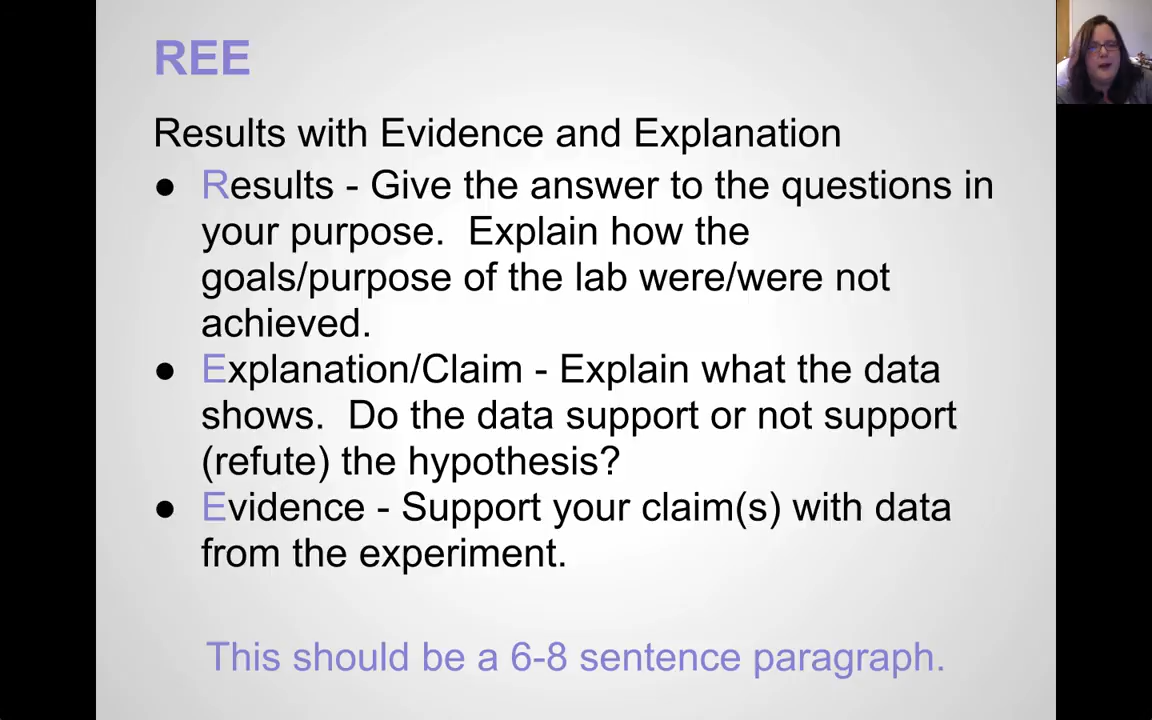 REE
Results with Evidence and Explanation
● Results - Give the answer to the questions in
your purpose.  Explain how the
goals/purpose of the lab were/were not
achieved.
● Explanation/Claim - Explain what the data
shows.  Do the data support or not support
(refute) the hypothesis?
● Evidence - Support your claim(s) with data
from the experiment.
This should be a 6-8 sentence paragraph.